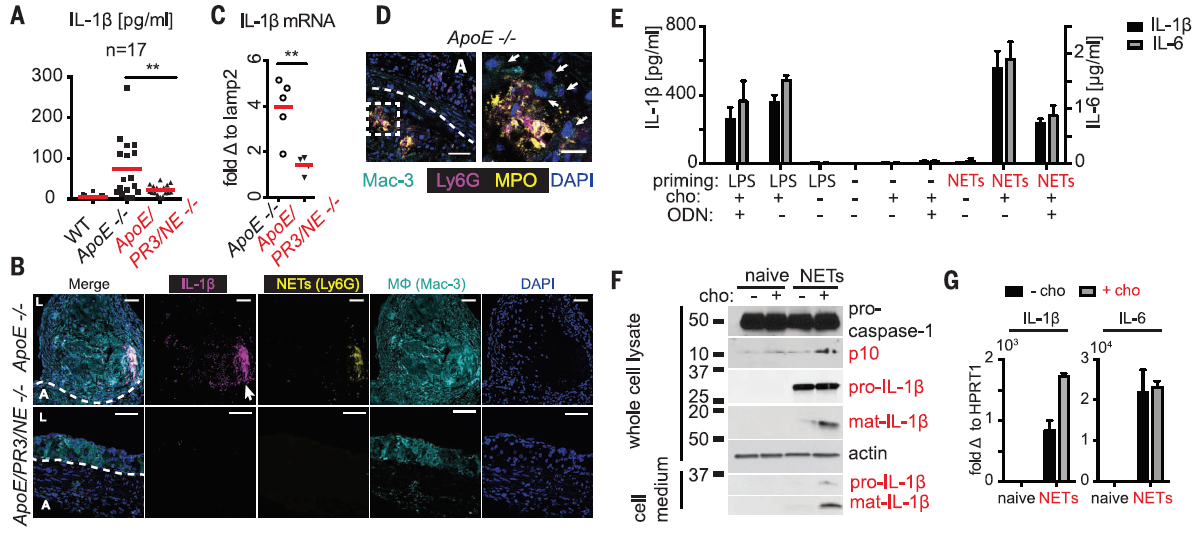 A
IL-1β [pg/ml]
n=17
**
300
200
100
0
WT
ApoE -/-
ApoE/
PR3/NE -/-
C
IL-1β mRNA
**
fold Δ to lamp2
6
4
2
0
ApoE -/-
ApoE/
PR3/NE -/-
D
ApoE -/-
A
Mac-3 Ly6G MPO DAPI
E
IL-1β [pg/ml]
800
400
0
IL-6 [µg/ml]
2
1
0
IL-1β
IL-6
priming: LPS LPS LPS - - - NETs NETs NETs
cho: + + - - + + - + +
ODN: + - - - - + - - +
B
Merge IL-1β NETs (Ly6G) MΦ (Mac-3) DAPI
ApoE -/-
L
A
ApoE/PR3/NE -/-
L
A
F
naive NETs
cho: - + - +
whole cell lysate
50 pro-caspase-1
10 p10
37
pro-IL-1β
25
20
mat-IL-1β
50
actin
cell medium
37
pro-IL-1β
mat-IL-1β
G
- cho + cho
IL-1β IL-6
fold Δ to HPRT1
10³
2
1
0
naive NETs
10⁴
3
2
1
0
naive NETs